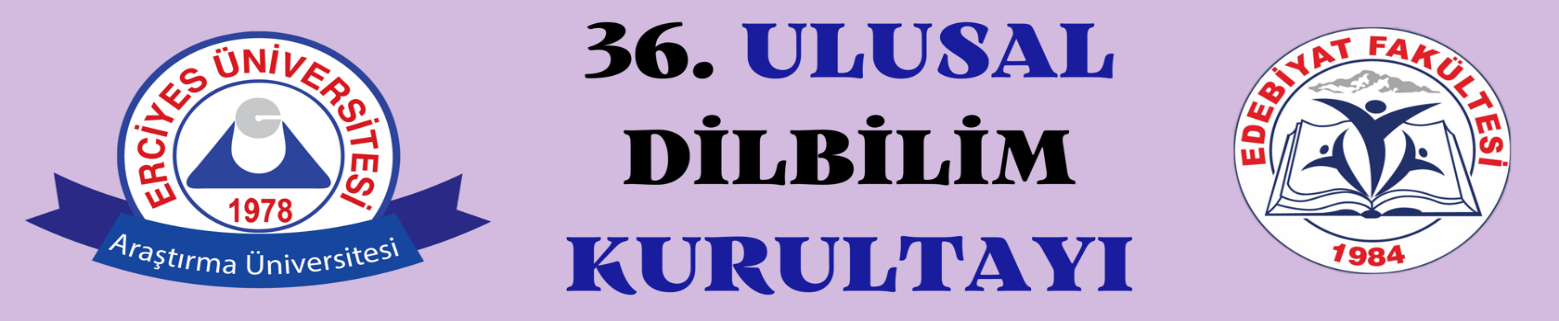 ERCİYES ÜNİVERSİTESİ
1978
Araştırma Üniversitesi
36. ULUSAL
DİLBİLİM
KURULTAYI
EDEBİYAT FAKÜLTESİ
1984